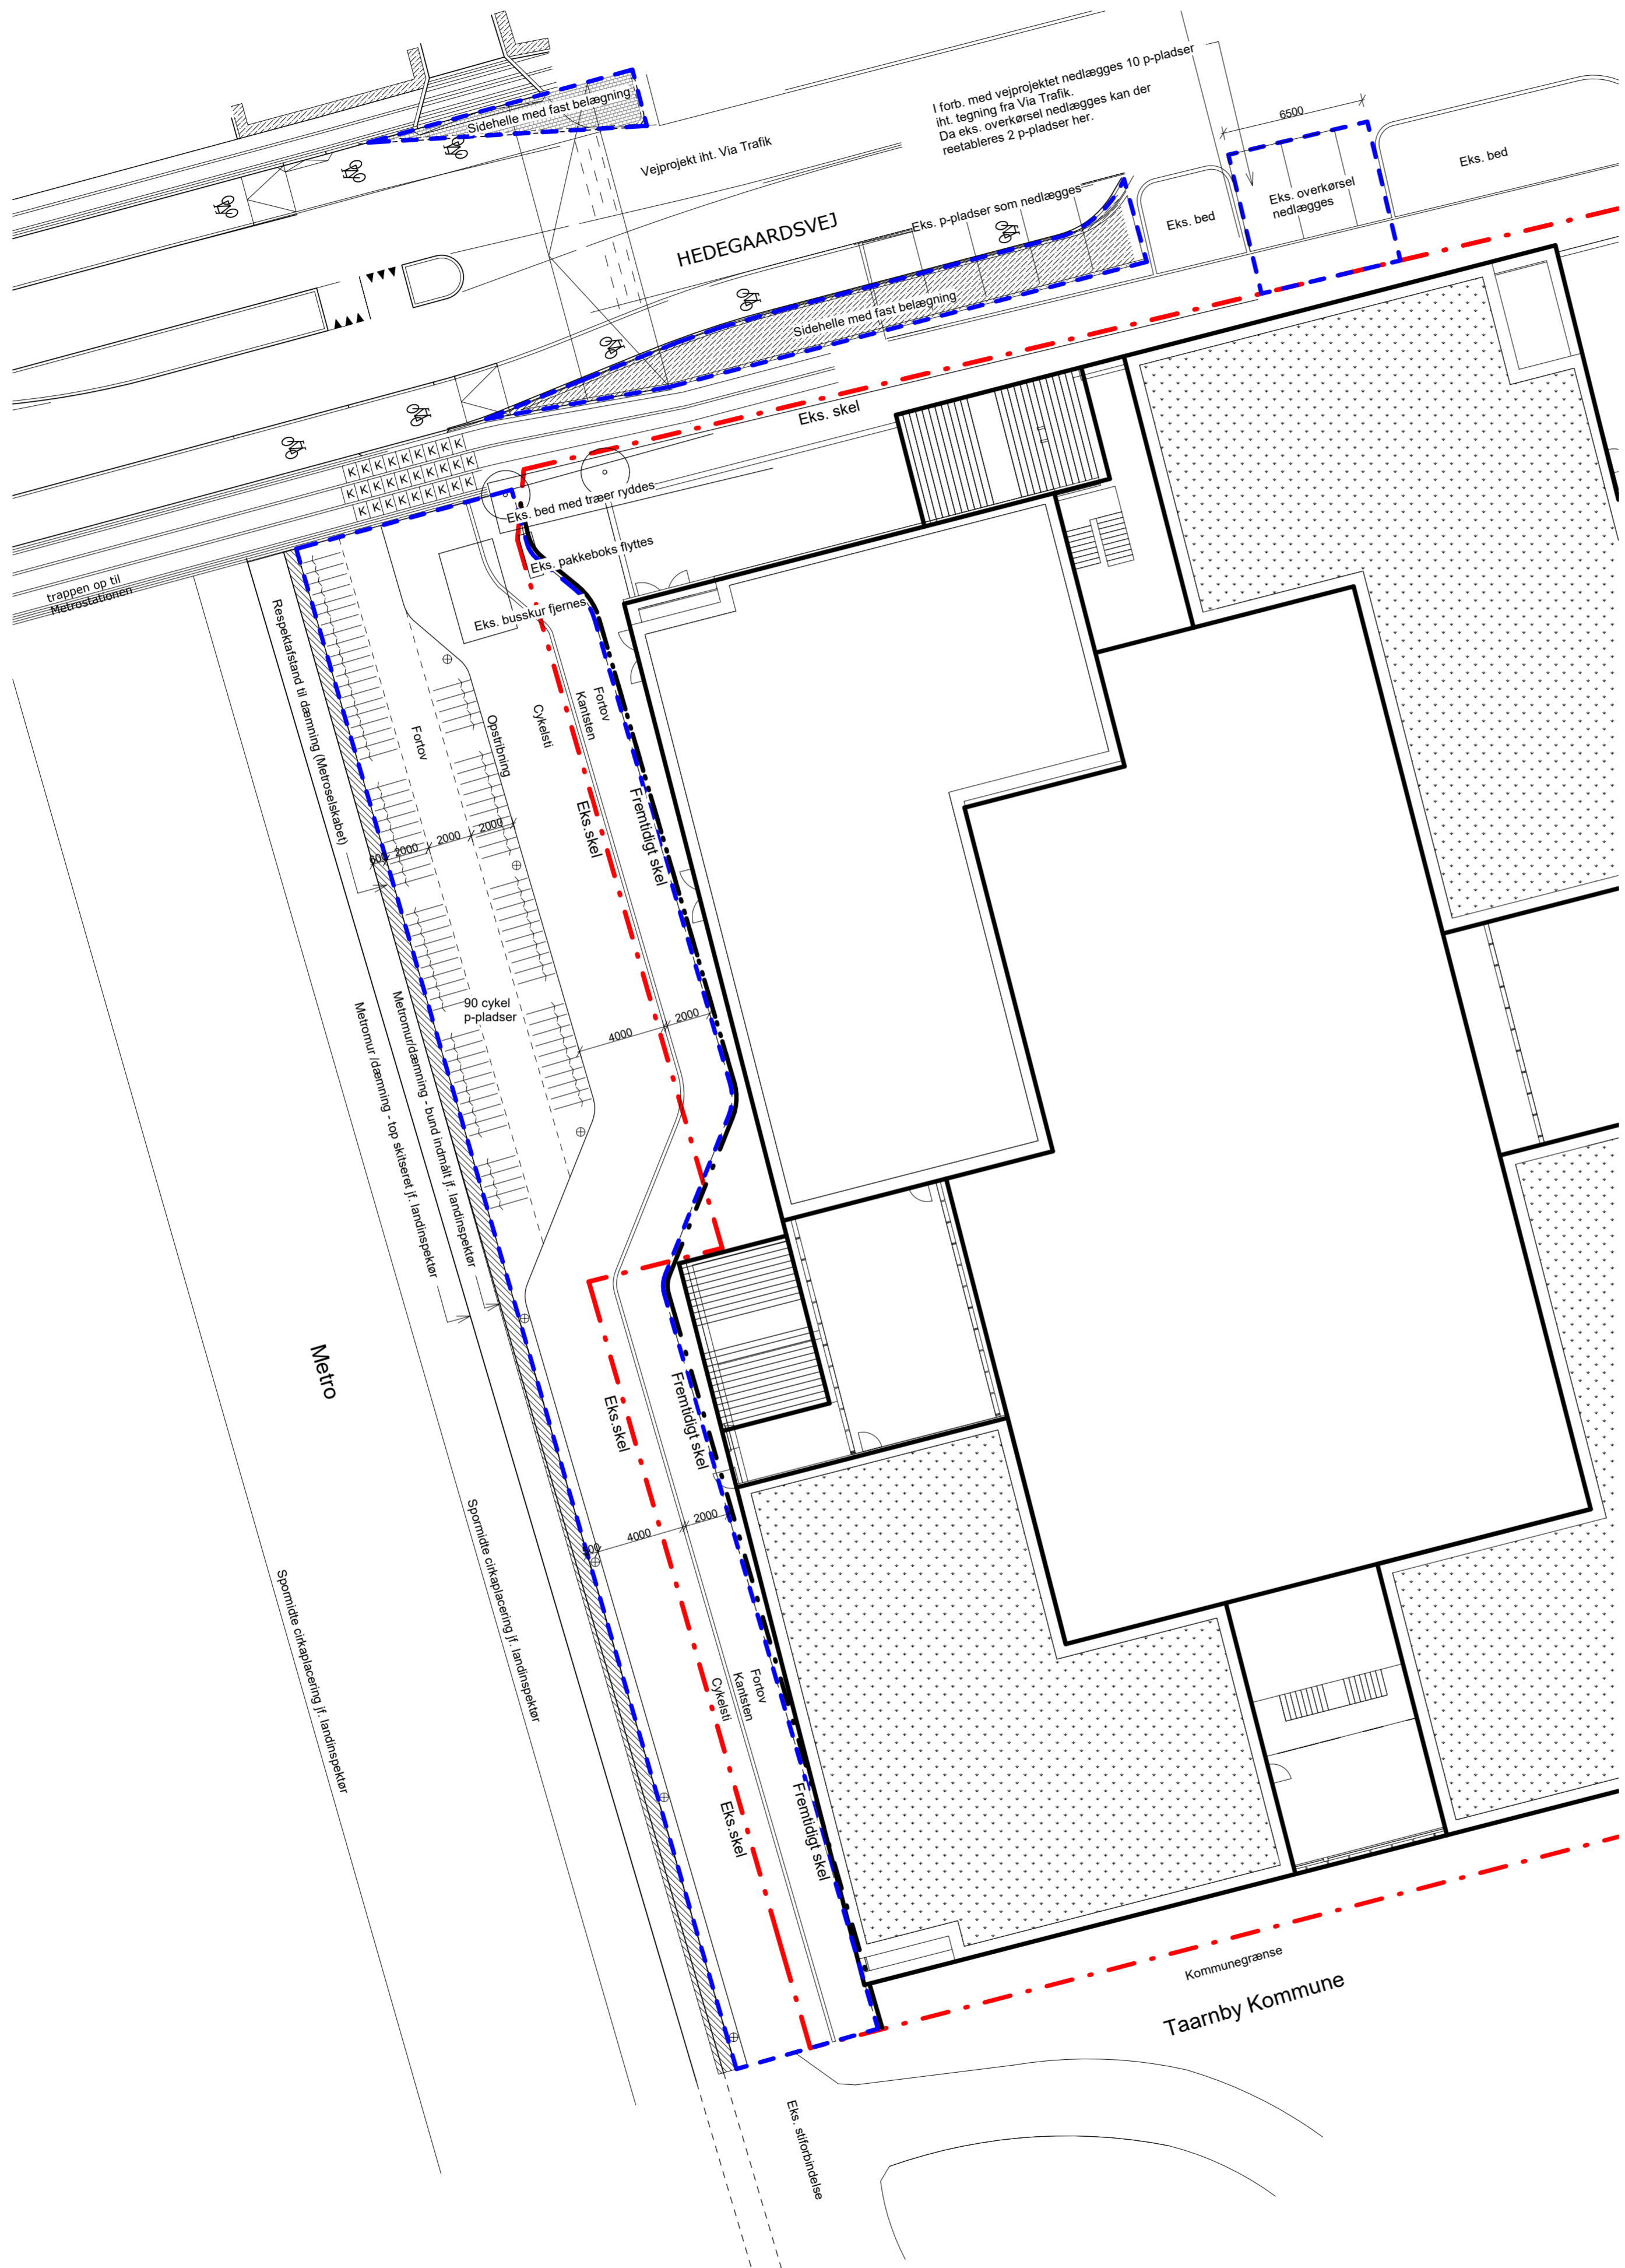 Sidehelle med fast belægning
I forb. med vejprojektet nedlægges 10 p-pladser
iht. tegning fra Via Trafik.
Da eks. overkørsel nedlægges kan der
reetableres 2 p-pladser her.
6500
Vejprojekt iht. Via Trafik
Eks. bed
Eks. overkørsel
nedlægges
Eks. p-pladser som nedlægges
Eks. bed
HEDEGAARDSVEJ
Sidehelle med fast belægning
Eks. skel
K K K K K K K K K
K K K K K K K K K K
K K K K K K K K K
Eks. bed med træer ryddes
Eks. pakkeboks flyttes
Eks. busskur fjernes
trappen op til
Metrostationen
Respektafstand til dæmning (Metroselskabet)
Fortov
Opstribning
Cykelsti
Kantsten
Fortov
Eks.skel
Fremtidigt skel
600
2000
2000
2000
90 cykel
p-pladser
4000
2000
Metromur /dæmning - top skitseret jf. landinspektør
Metromur/dæmning - bund indmålt jf. landinspektør
Metro
Eks.skel
Fremtidigt skel
4000
2000
Spormidte cirkaplacering jf. landinspektør
Spormidte cirkaplacering jf. landinspektør
Cykelsti
Kantsten
Fortov
Eks.skel
Fremtidigt skel
Kommunegrænse
Taarnby Kommune
Eks. stiforbindelse